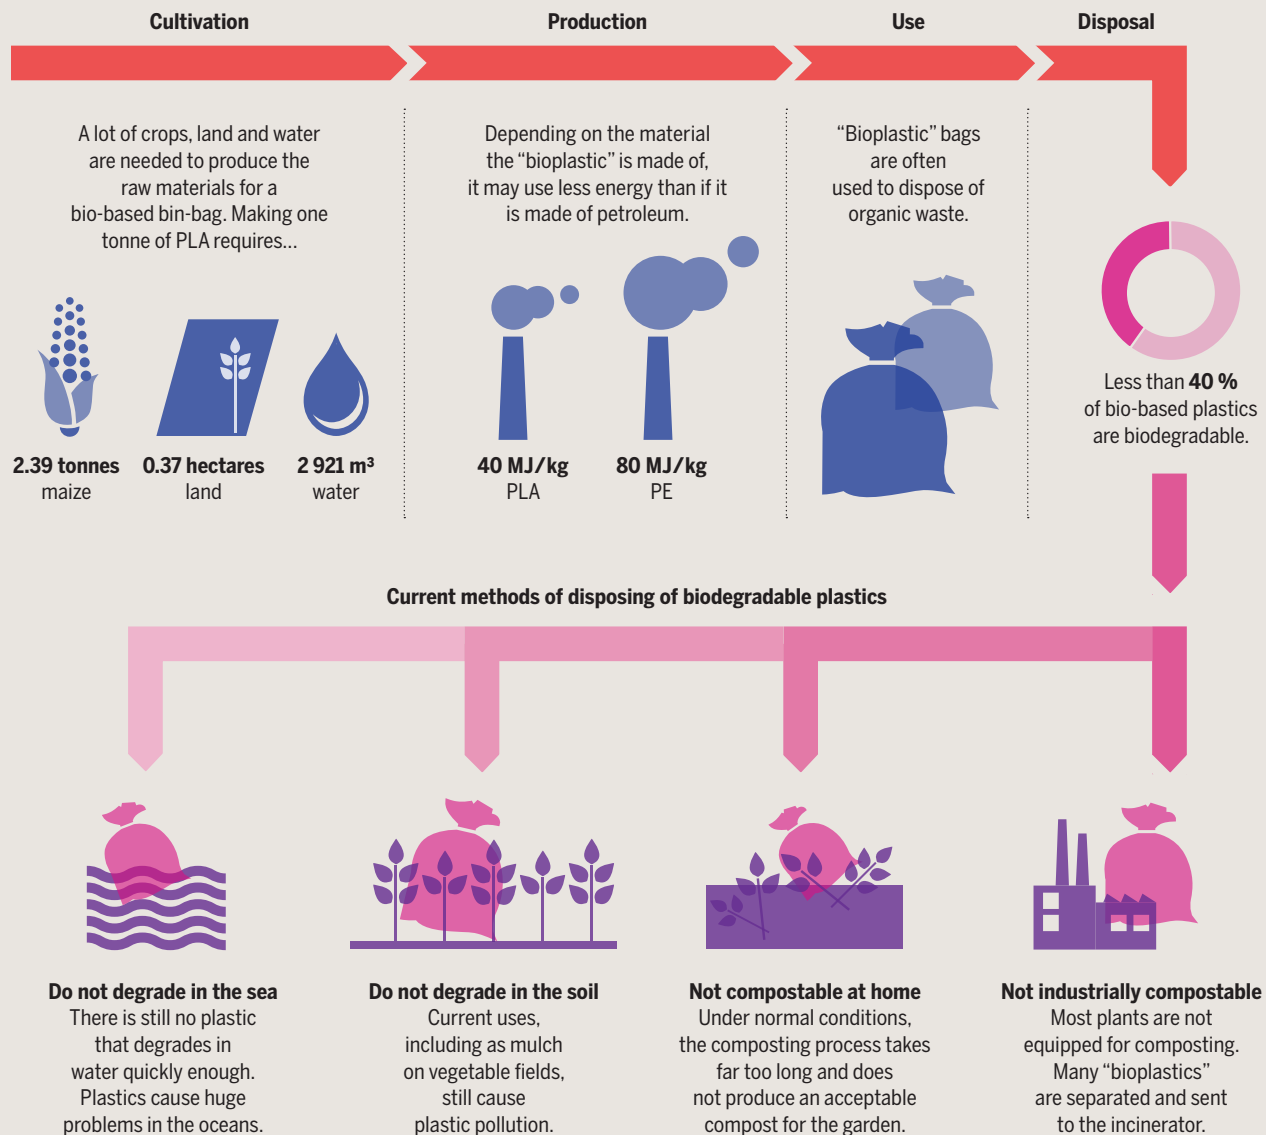 Cultivation
Production
Use
Disposal
A lot of crops, land and water
are needed to produce the
raw materials for a
bio-based bin-bag. Making one
tonne of PLA requires...
2.39 tonnes
maize
0.37 hectares
land
2 921 m³
water
Depending on the material
the “bioplastic” is made of,
it may use less energy than if it
is made of petroleum.
40 MJ/kg
PLA
80 MJ/kg
PE
“Bioplastic” bags
are often
used to dispose of
organic waste.
Less than 40 %
of bio-based plastics
are biodegradable.
Current methods of disposing of biodegradable plastics
Do not degrade in the sea
There is still no plastic
that degrades in
water quickly enough.
Plastics cause huge
problems in the oceans.
Do not degrade in the soil
Current uses,
including as mulch
on vegetable fields,
still cause
plastic pollution.
Not compostable at home
Under normal conditions,
the composting process takes
far too long and does
not produce an acceptable
compost for the garden.
Not industrially compostable
Most plants are not
equipped for composting.
Many “bioplastics”
are separated and sent
to the incinerator.